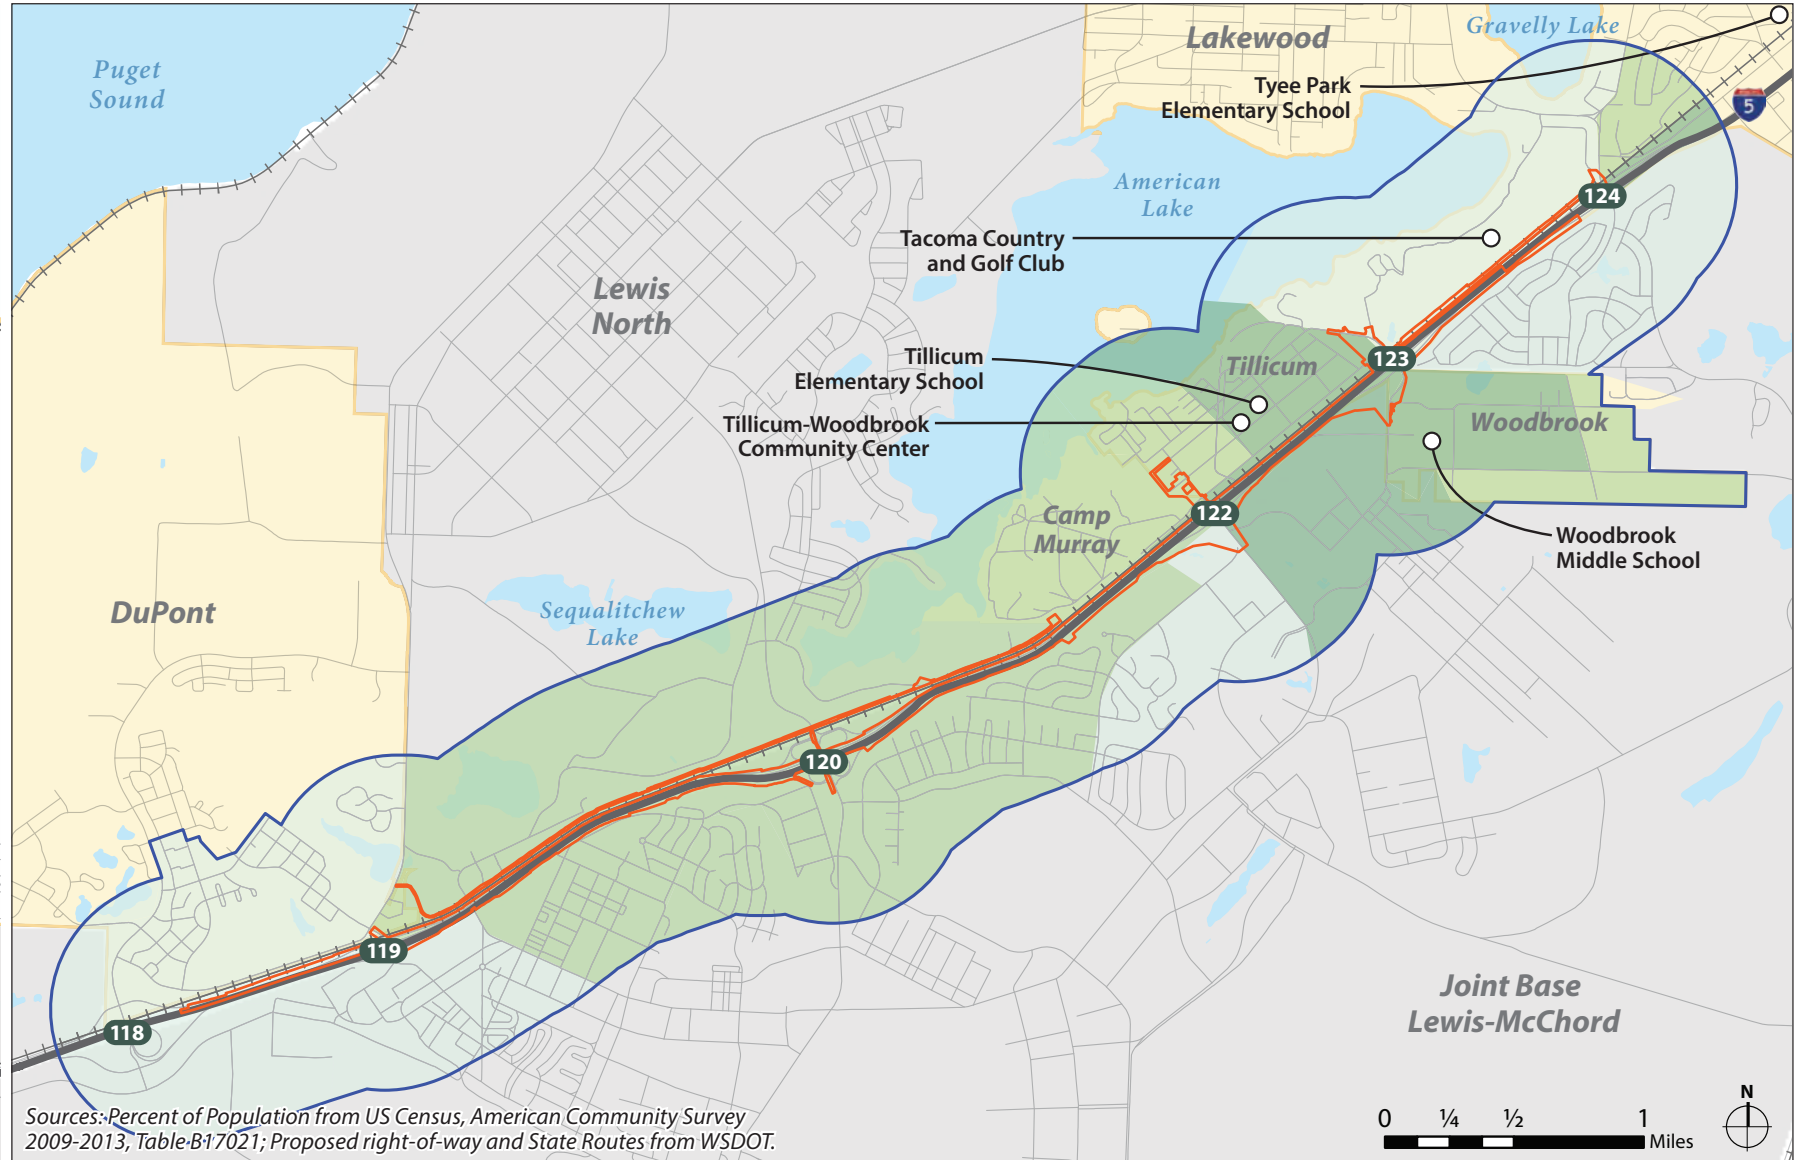 Puget
Sound
Lakewood
Gravelly Lake
Tyee Park
Elementary School
5
American
Lake
124
Tacoma Country
and Golf Club
Lewis
North
Tillicum
Elementary School
Tillicum
123
Tillicum-Woodbrook
Community Center
Woodbrook
Camp
Murray
122
Woodbrook
Middle School
DuPont
Sequalitchew
Lake
120
119
118
Joint Base
Lewis-McChord
Sources: Percent of Population from US Census, American Community Survey
2009-2013, Table B17021; Proposed right-of-way and State Routes from WSDOT.
0 ¼ ½ 1
Miles
N